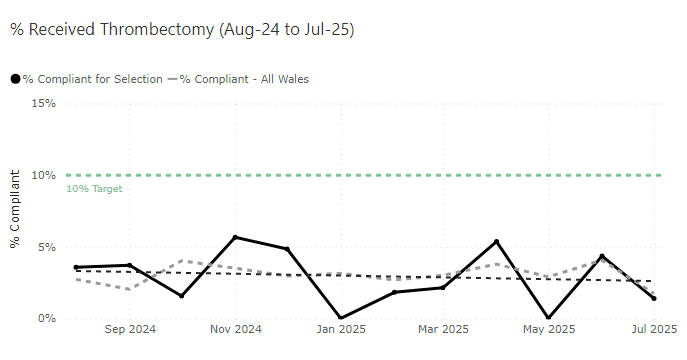 % Received Thrombectomy (Aug-24 to Jul-25)
% Compliant for Selection % Compliant - All Wales
15%
10%
10% Target
5%
0%
% Compliant
Sep 2024 Nov 2024 Jan 2025 Mar 2025 May 2025 Jul 2025